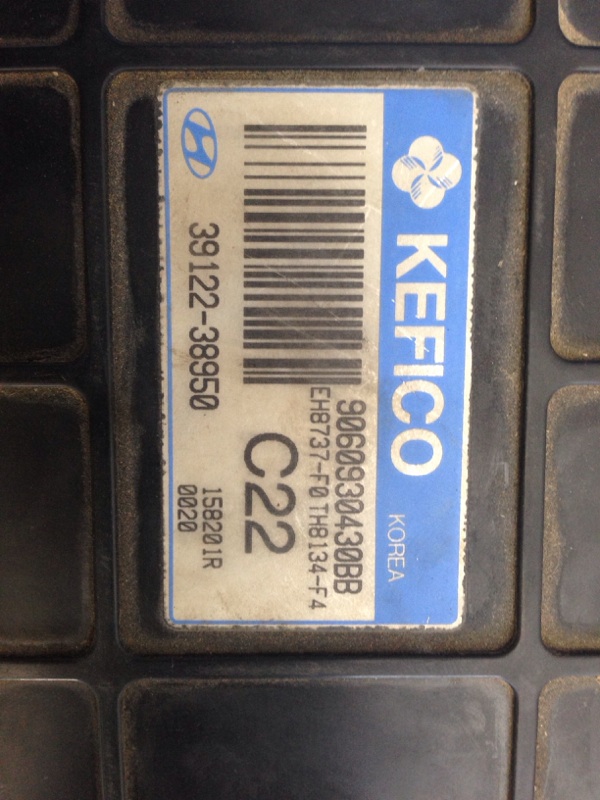 KEFICO KOREA
9060930430BB
EH8737-F0 TH8134-F4
C22
39122-38950
158201R
0020